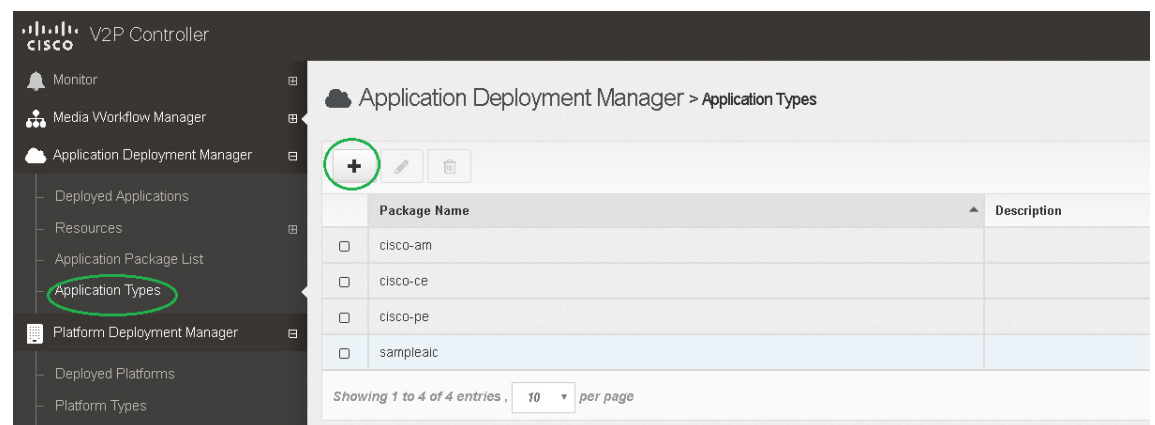 CISCO V2P Controller
Monitor
Media Workflow Manager
Application Deployment Manager
Deployed Applications
Resources
Application Package List
Application Types
Platform Deployment Manager
Deployed Platforms
Platform Types
Application Deployment Manager > Application Types
Package Name Description
cisco-am
cisco-ce
cisco-pe
sampleaic
Showing 1 to 4 of 4 entries , 10 per page